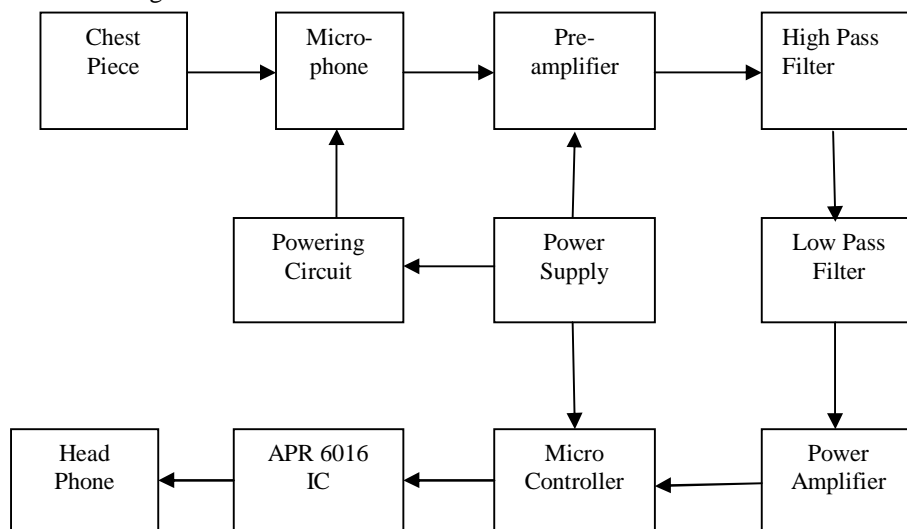 Chest
Piece
Micro-
phone
Pre-
amplifier
High Pass
Filter
Powering
Circuit
Power
Supply
Low Pass
Filter
Head
Phone
APR 6016
IC
Micro
Controller
Power
Amplifier